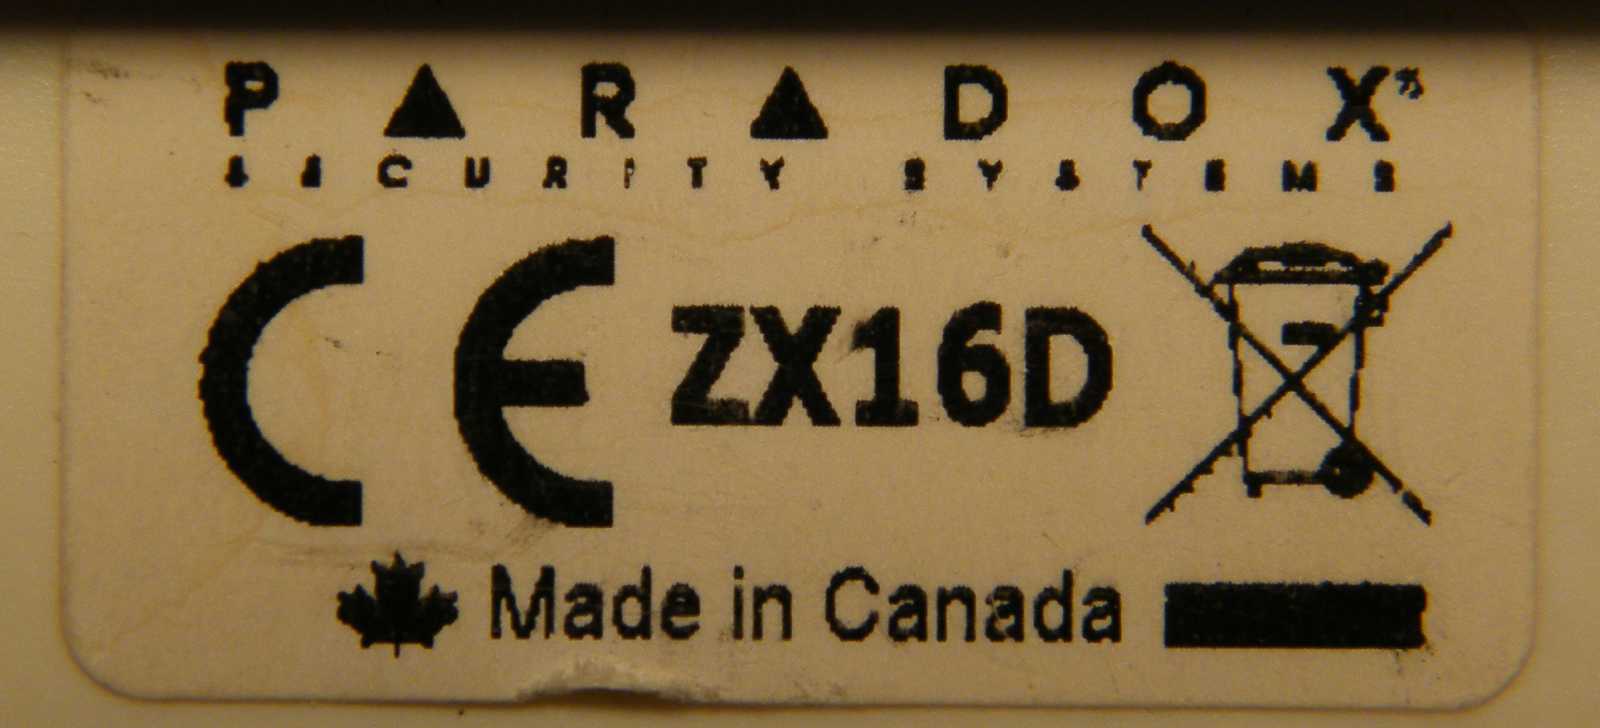 PARADOX®
SECURITY SYSTEMS
CE ZX16D
Made in Canada